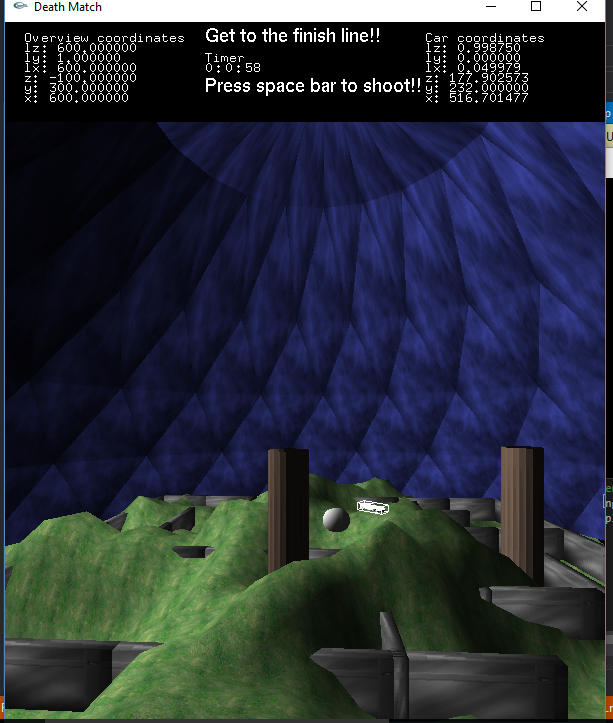 Death Match
Overview coordinates
lz: 600.000000
ly: 1.000000
lx: 600.000000
z: -100.000000
y: 300.000000
x: 600.000000
Get to the finish line!!
Timer
0:0:58
Press space bar to shoot!!
Car coordinates
lz: 0.998750
ly: 0.000000
lx: 0.049979
z: 177.902573
y: 232.000000
x: 516.701477